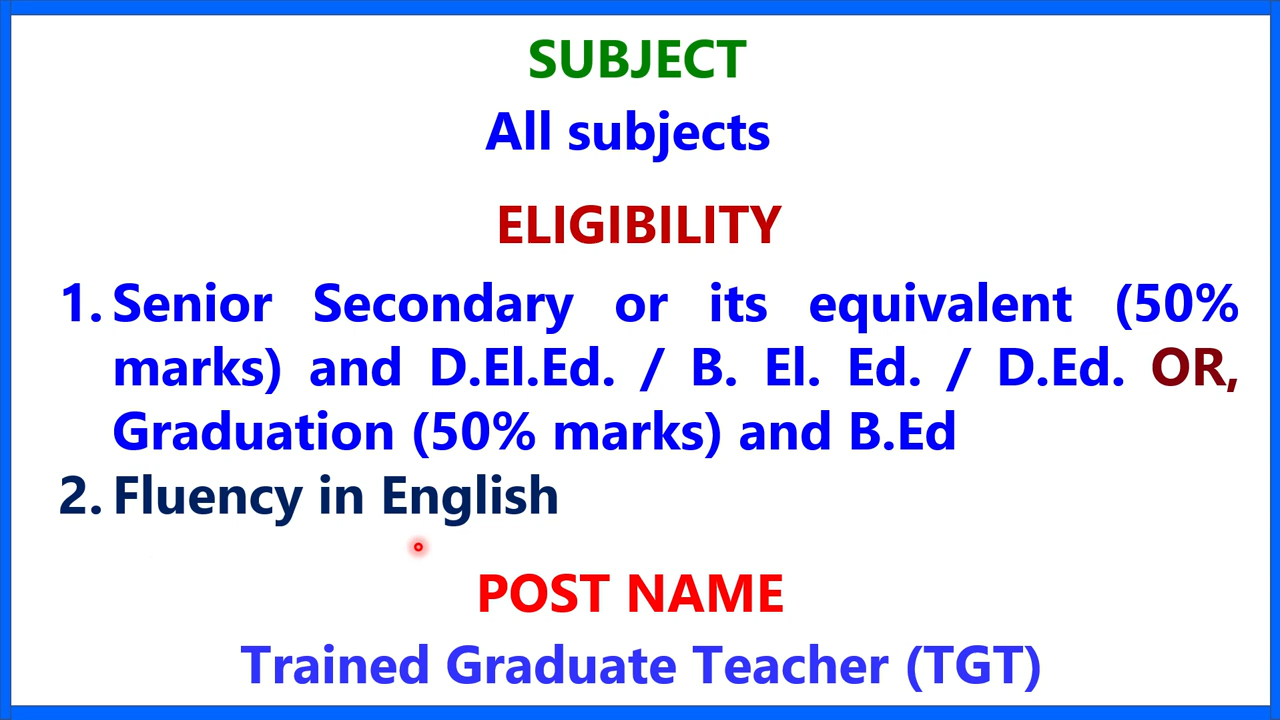 SUBJECT
All subjects
ELIGIBILITY
1. Senior Secondary or its equivalent (50%
marks) and D.El.Ed. / B. El. Ed. / D.Ed. OR,
Graduation (50% marks) and B.Ed
2. Fluency in English
POST NAME
Trained Graduate Teacher (TGT)